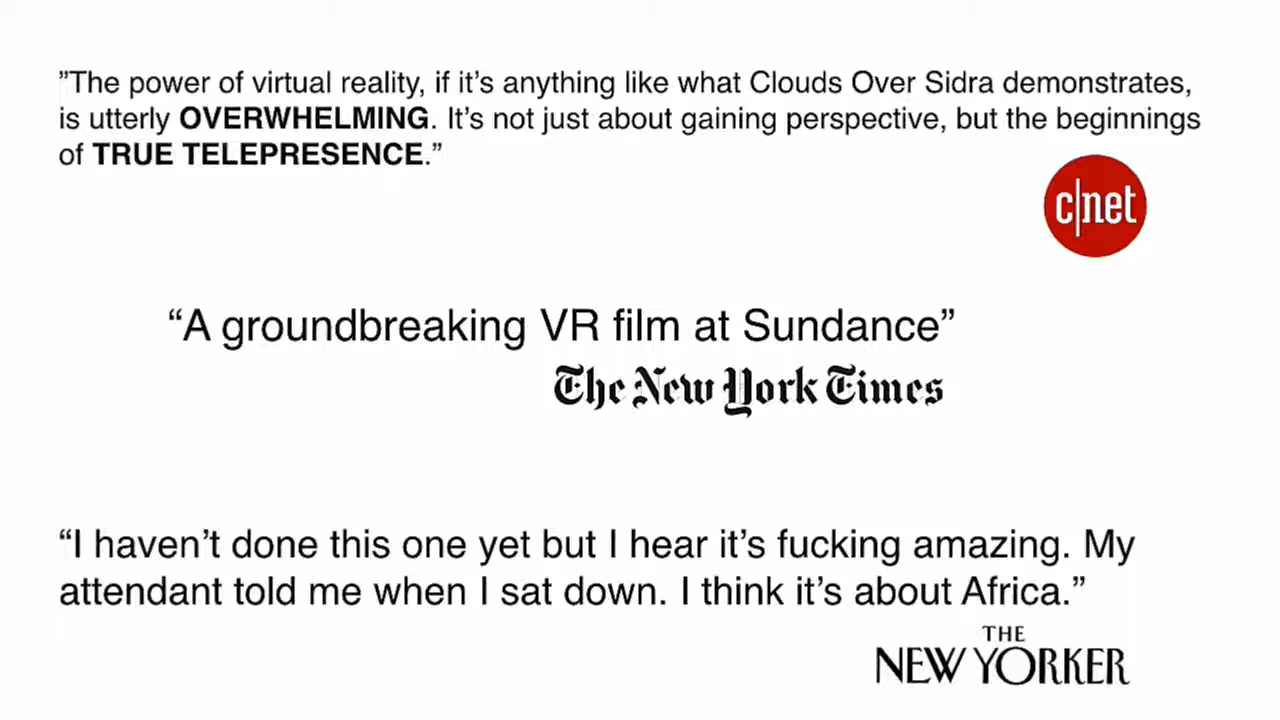 ”The power of virtual reality, if it’s anything like what Clouds Over Sidra demonstrates,
is utterly OVERWHELMING. It’s not just about gaining perspective, but the beginnings
of TRUE TELEPRESENCE.”
c|net
“A groundbreaking VR film at Sundance”
The New York Times
“I haven’t done this one yet but I hear it’s fucking amazing. My
attendant told me when I sat down. I think it’s about Africa.”
THE
NEW YORKER